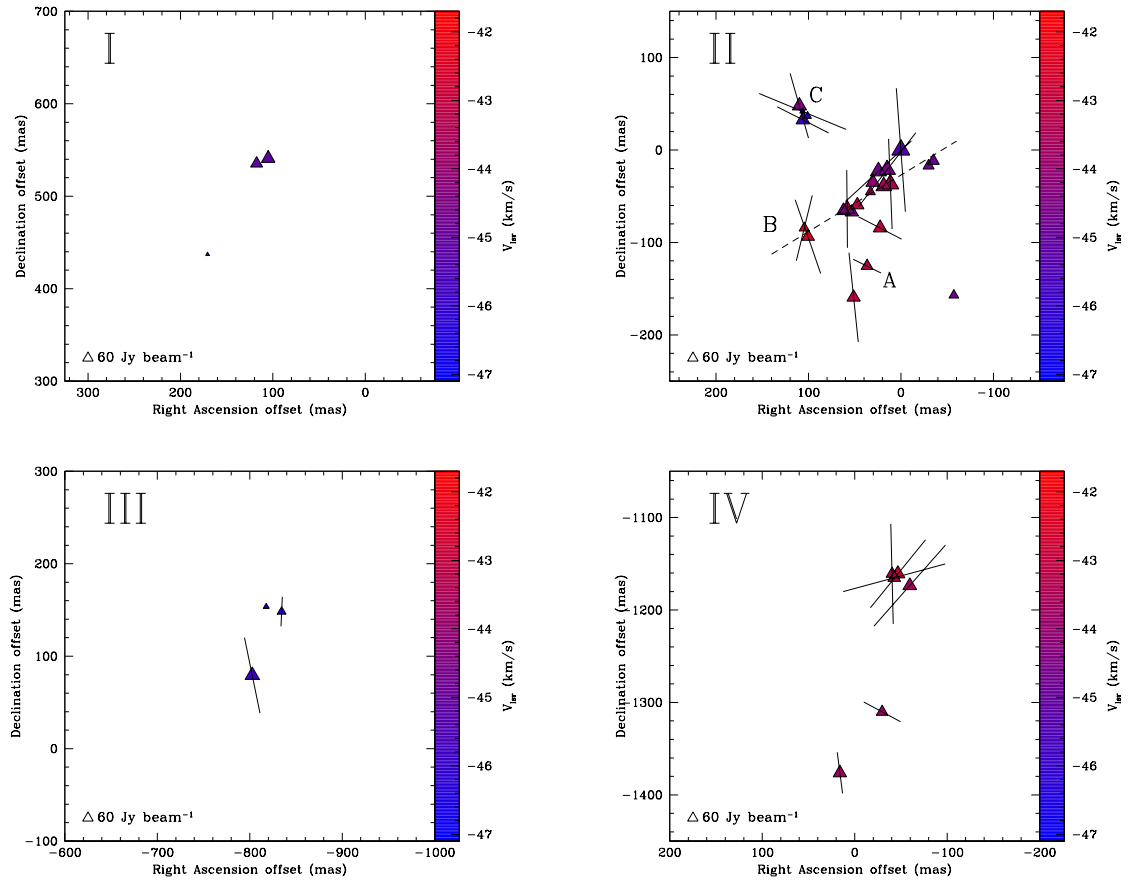 I
700
600
500
400
300
300
200
100
0
Declination offset (mas)
Right Ascension offset (mas)
60 Jy beam⁻¹
-42
-43
-44
-45
-46
-47
V_lsr (km/s)
II
100
0
-100
-200
200
100
0
-100
Declination offset (mas)
Right Ascension offset (mas)
C
B
A
60 Jy beam⁻¹
-42
-43
-44
-45
-46
-47
V_lsr (km/s)
III
300
200
100
0
-100
-600
-700
-800
-900
-1000
Declination offset (mas)
Right Ascension offset (mas)
60 Jy beam⁻¹
-42
-43
-44
-45
-46
-47
V_lsr (km/s)
IV
-1100
-1200
-1300
-1400
200
100
0
-100
-200
Declination offset (mas)
Right Ascension offset (mas)
60 Jy beam⁻¹
-42
-43
-44
-45
-46
-47
V_lsr (km/s)